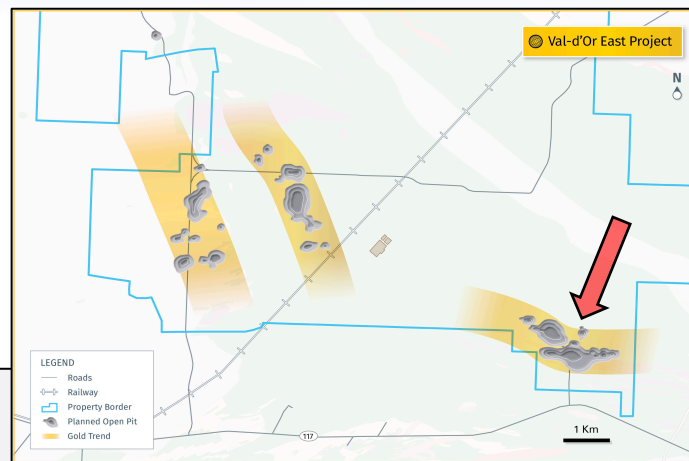 Val-d'Or East Project
N
LEGEND
Roads
Railway
Property Border
Planned Open Pit
Gold Trend
117
1 Km